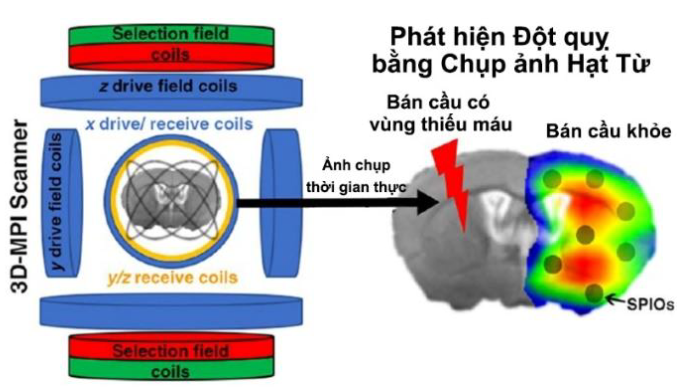 Selection field
coils
z drive field coils
x drive/ receive coils
y drive field coils
3D-MPI Scanner
y/z receive coils
Selection field
coils
Phát hiện Đột quỵ
bằng Chụp ảnh Hạt Từ
Bán cầu có
vùng thiếu máu
Bán cầu khỏe
Ảnh chụp
thời gian thực
SPIOs